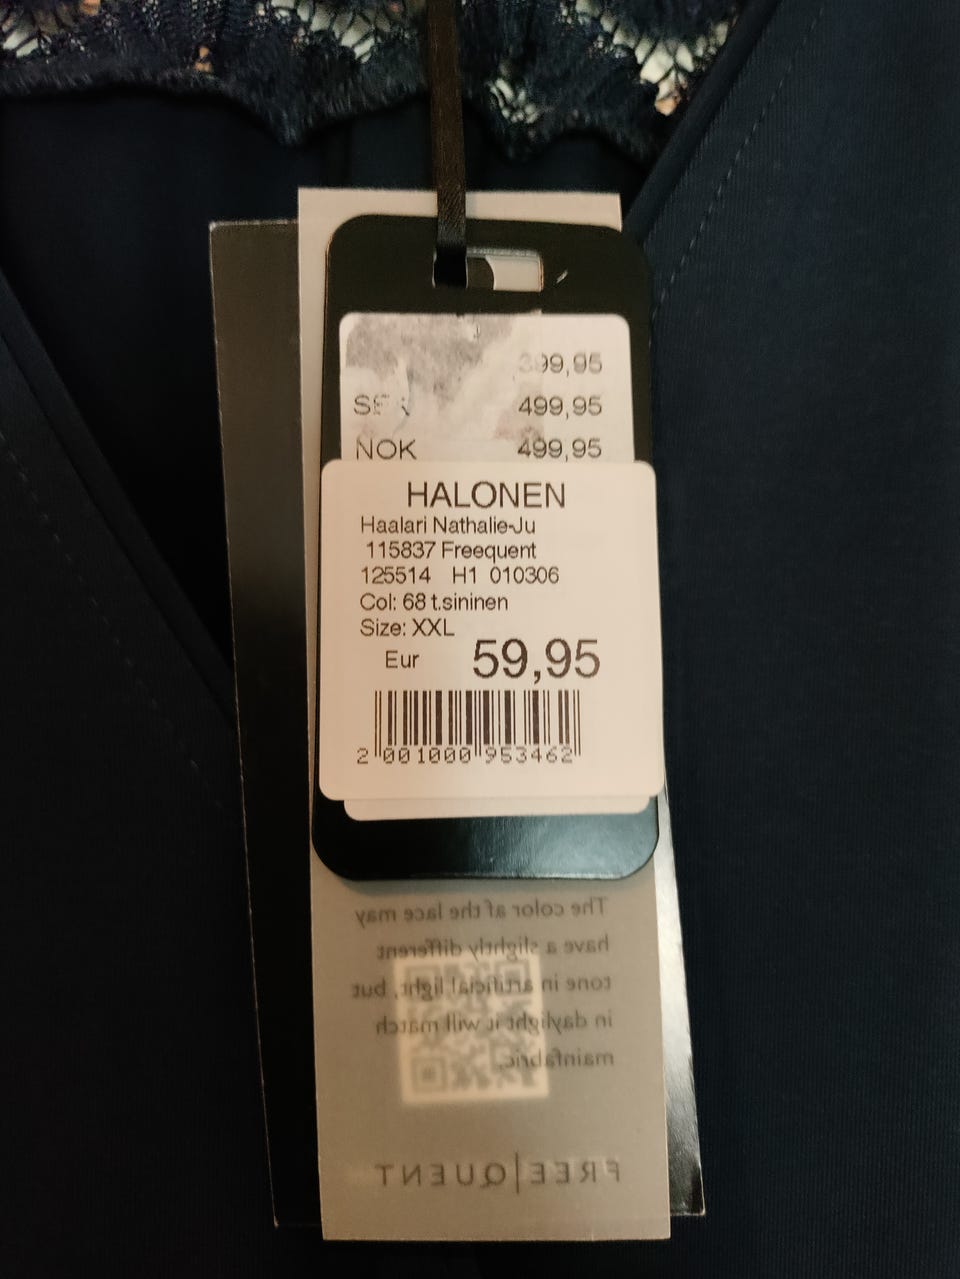 99,95
499,95
NOK 499,95
HALONEN
Haalari Nathalie-Ju
115837 Freequent
125514 H1 010306
Col: 68 t.sininen
Size: XXL
Eur 59,95
2 001000 953462
The color af the lace may
have a slightly different
tone in artificial light, but
in daylight it will match
mainfabric.
FREE|QUENT